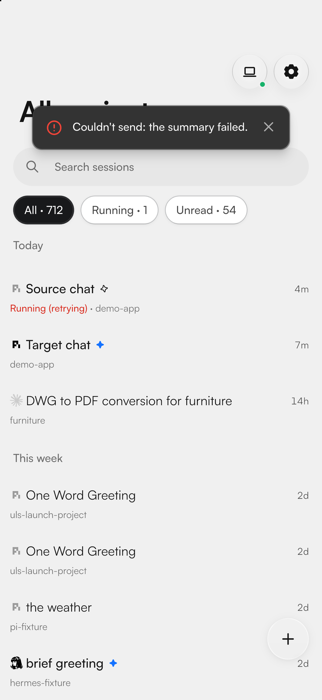 Couldn't send: the summary failed.
Search sessions
All · 712
Running · 1
Unread · 54
Today
Source chat
4m
Running (retrying) · demo-app
Target chat
7m
demo-app
DWG to PDF conversion for furniture
14h
furniture
This week
One Word Greeting
2d
uls-launch-project
One Word Greeting
2d
uls-launch-project
the weather
2d
pi-fixture
brief greeting
2d
hermes-fixture